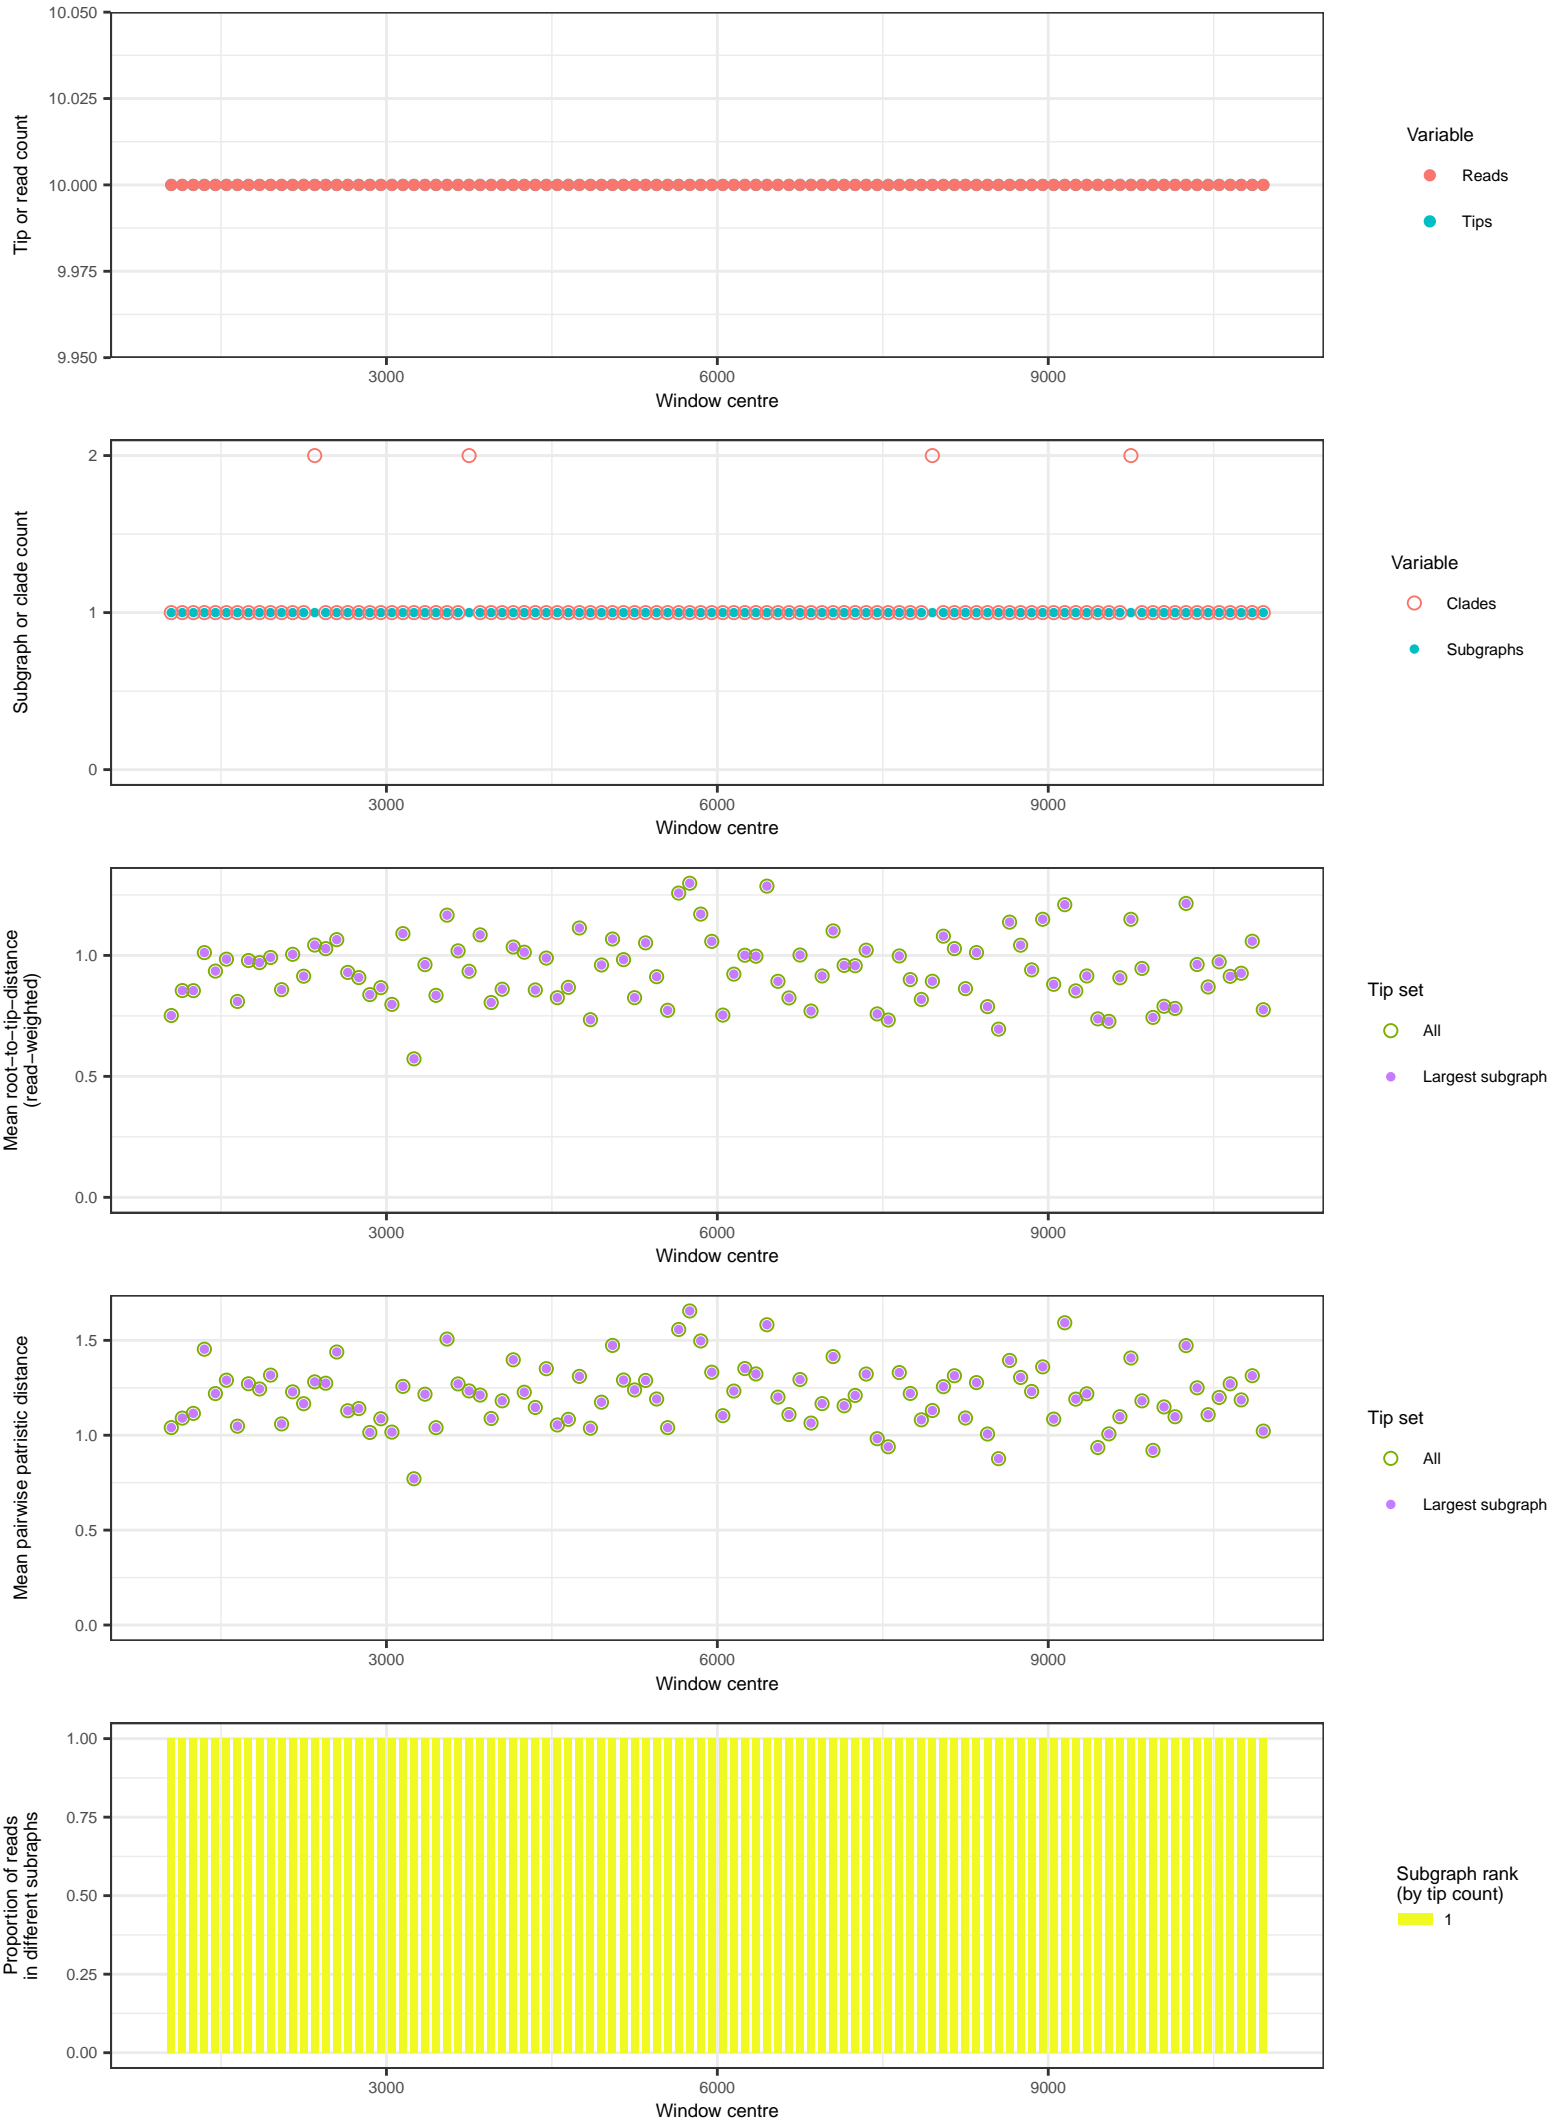 10.050
10.025
10.000
9.975
9.950
Tip or read count
3000
6000
9000
Window centre
Variable
Reads
Tips
2
1
0
Subgraph or clade count
3000
6000
9000
Window centre
Variable
Clades
Subgraphs
1.0
0.5
0.0
Mean root−to−tip−distance
(read−weighted)
3000
6000
9000
Window centre
Tip set
All
Largest subgraph
1.5
1.0
0.5
0.0
Mean pairwise patristic distance
3000
6000
9000
Window centre
Tip set
All
Largest subgraph
1.00
0.75
0.50
0.25
0.00
Proportion of reads
in different subraphs
3000
6000
9000
Window centre
Subgraph rank
(by tip count)
1